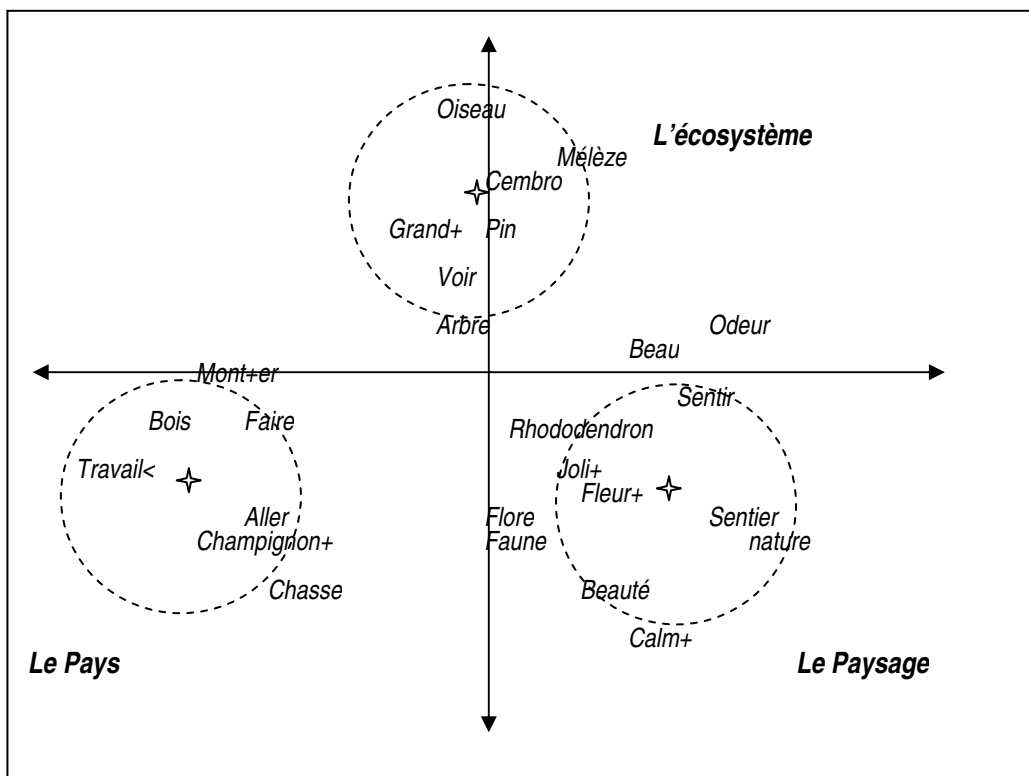 Oiseau
L'écosystème
Mélèze
Cembro
Grand+ Pin
Voir
Arbre
Odeur
Beau
Mont+er
Sentir
Bois Faire
Rhododendron
Travail<
Joli+
Fleur+
Aller
Flore
Sentier
Champignon+
Faune
nature
Chasse
Beauté
Calm+
Le Pays
Le Paysage